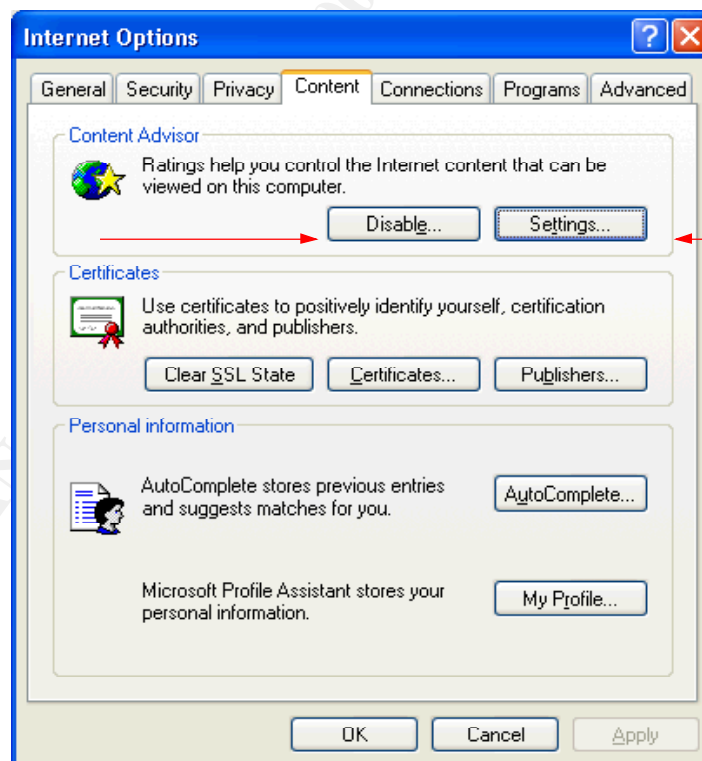 Internet Options
General Security Privacy Content Connections Programs Advanced
Content Advisor
Ratings help you control the Internet content that can be
viewed on this computer.
Disable... Settings...
Certificates
Use certificates to positively identify yourself, certification
authorities, and publishers.
Clear SSL State Certificates... Publishers...
Personal information
AutoComplete stores previous entries
and suggests matches for you.
AutoComplete...
Microsoft Profile Assistant stores your
personal information.
My Profile...
OK Cancel Apply